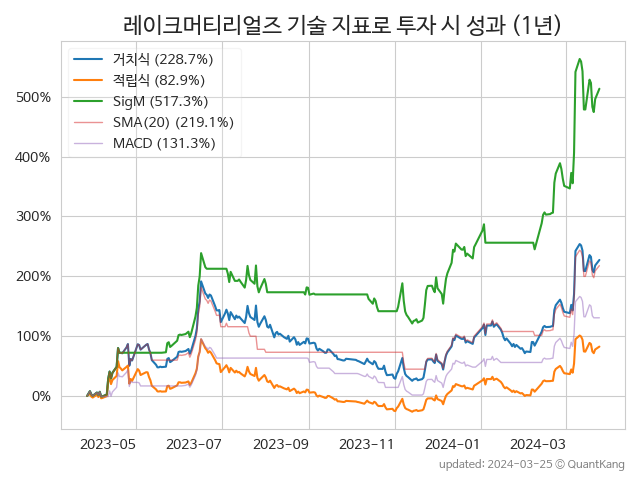 레이크머티리얼즈 기술 지표로 투자 시 성과 (1년)
거치식 (228.7%)
적립식 (82.9%)
SigM (517.3%)
SMA(20) (219.1%)
MACD (131.3%)
500%
400%
300%
200%
100%
0%
2023-05 2023-07 2023-09 2023-11 2024-01 2024-03
updated: 2024-03-25 © QuantKang